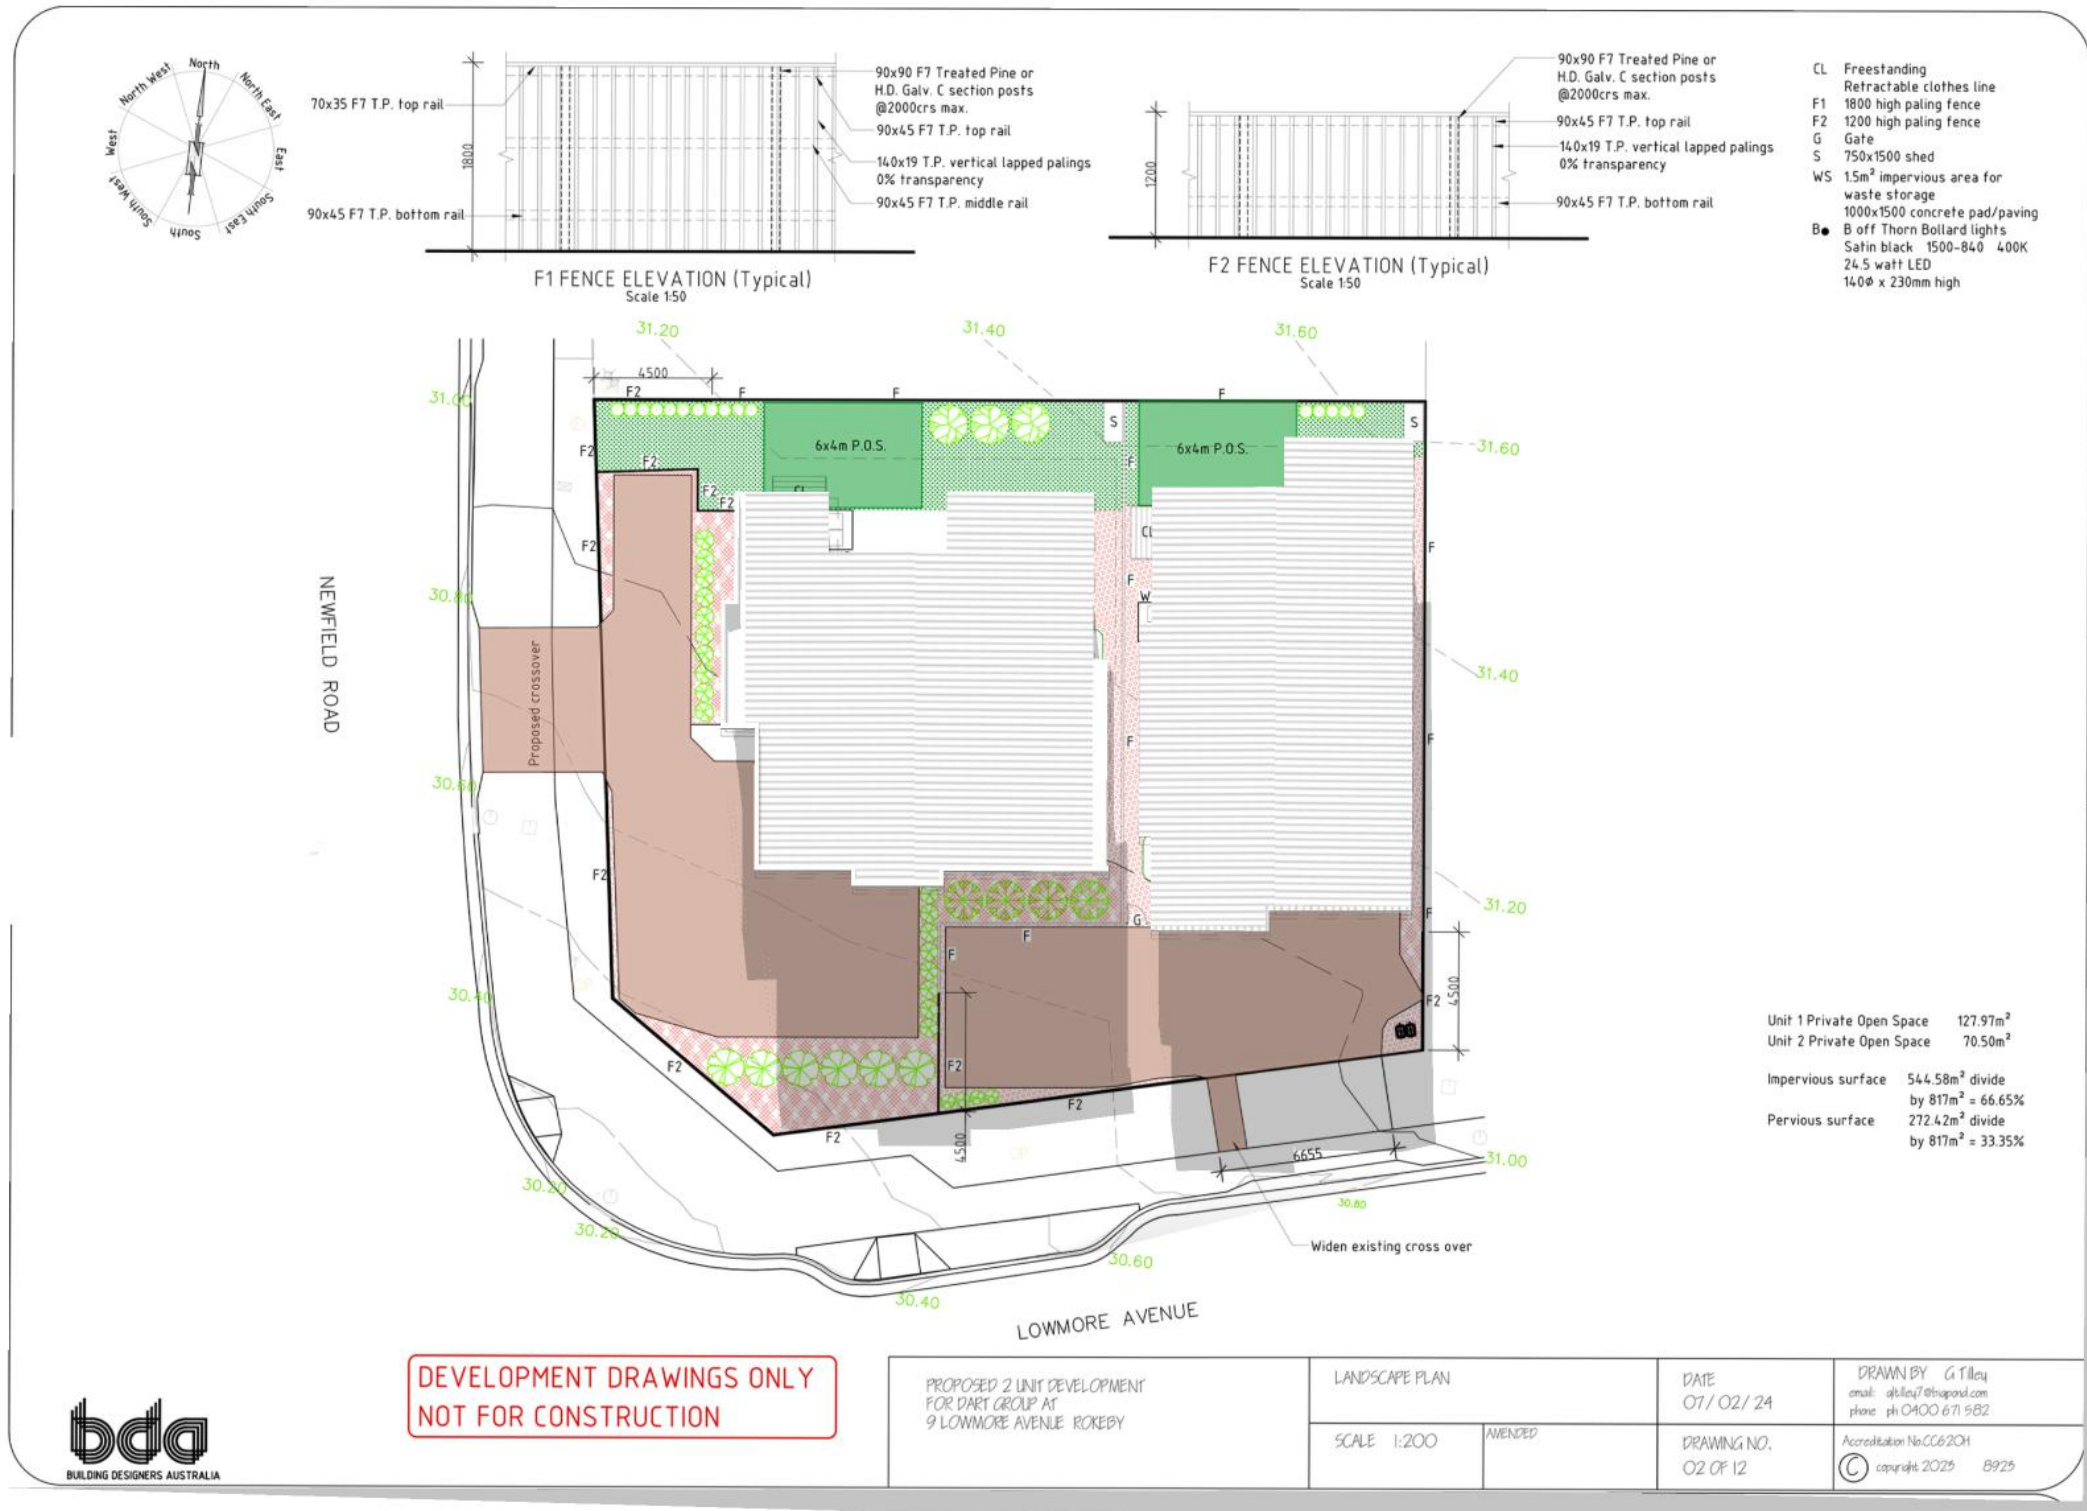 North
North East
East
South East
South
South West
West
North West
70x35 F7 T.P. top rail
1800
90x45 F7 T.P. bottom rail
90x90 F7 Treated Pine or
H.D. Galv. C section posts
@2000crs max.
90x45 F7 T.P. top rail
140x19 T.P. vertical lapped palings
0% transparency
90x45 F7 T.P. middle rail
F1 FENCE ELEVATION (Typical)
Scale 1:50
1200
90x90 F7 Treated Pine or
H.D. Galv. C section posts
@2000crs max.
90x45 F7 T.P. top rail
140x19 T.P. vertical lapped palings
0% transparency
90x45 F7 T.P. bottom rail
F2 FENCE ELEVATION (Typical)
Scale 1:50
CL Freestanding
Retractable clothes line
F1 1800 high paling fence
F2 1200 high paling fence
G Gate
S 750x1500 shed
WS 1.5m² impervious area for
waste storage
1000x1500 concrete pad/paving
B● B off Thorn Bollard lights
Satin black 1500-840 400K
24.5 watt LED
140Ø x 230mm high
31.20
31.40
31.60
4500
31.00
F2
F
F
F
S
S
6x4m P.O.S.
6x4m P.O.S.
31.60
F2
F2
F
F2
F2
CL
F2
F
30.80
F
W
31.40
NEWFIELD ROAD
Proposed crossover
F
F
30.60
F2
31.20
G
F
F
F
4500
F2
30.40
F2
F2
F2
F2
4500
6655
31.00
30.20
30.20
30.80
30.60
30.40
Widen existing cross over
LOWMORE AVENUE
Unit 1 Private Open Space 127.97m²
Unit 2 Private Open Space 70.50m²
Impervious surface 544.58m² divide
by 817m² = 66.65%
Pervious surface 272.42m² divide
by 817m² = 33.35%
bda
BUILDING DESIGNERS AUSTRALIA
DEVELOPMENT DRAWINGS ONLY
NOT FOR CONSTRUCTION
PROPOSED 2 UNIT DEVELOPMENT
FOR DART GROUP AT
9 LOWMORE AVENUE ROKEBY
LANDSCAPE PLAN
SCALE 1:200
AMENDED
DATE
07/02/24
DRAWING NO.
02 OF 12
DRAWN BY G Tilley
email: gltilley7@bigpond.com
phone ph 0400 671 582
Accreditation No.CC620H
© copyright 2023 8923